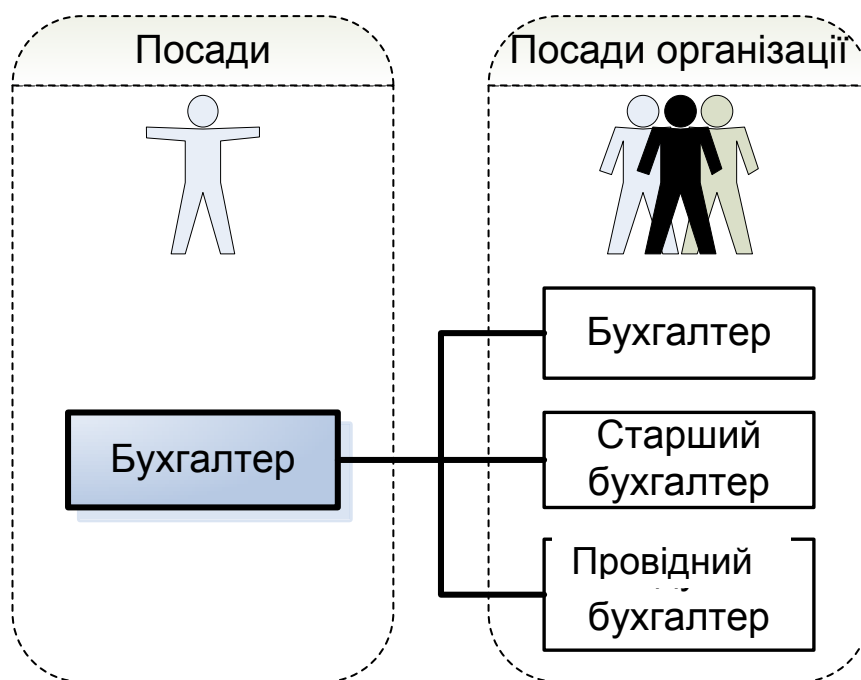 Посади
Посади організації
Бухгалтер
Бухгалтер
Старший
бухгалтер
Провідний
бухгалтер